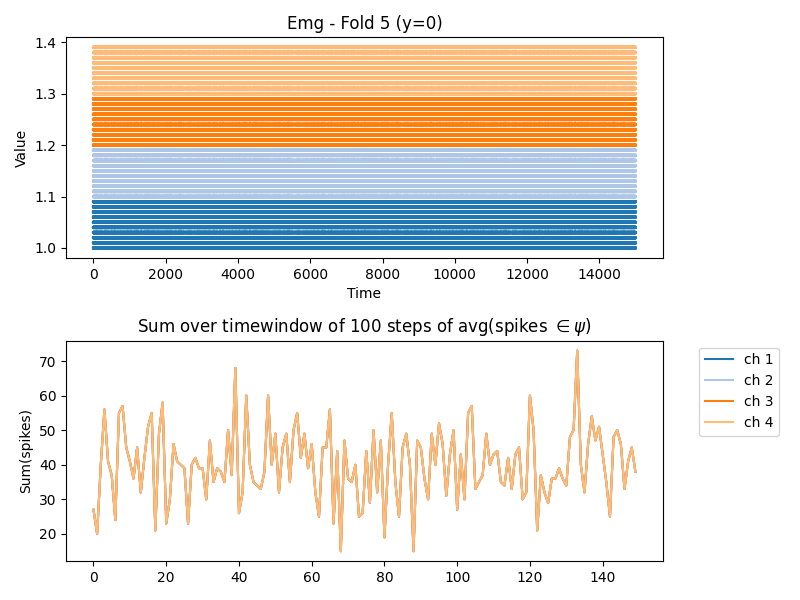 Emg - Fold 5 (y=0)
1.4
1.3
1.2
1.1
1.0
Value
0 2000 4000 6000 8000 10000 12000 14000
Time
Sum over timewindow of 100 steps of avg(spikes ∈ ψ)
70
60
50
40
30
20
Sum(spikes)
0 20 40 60 80 100 120 140
ch 1
ch 2
ch 3
ch 4